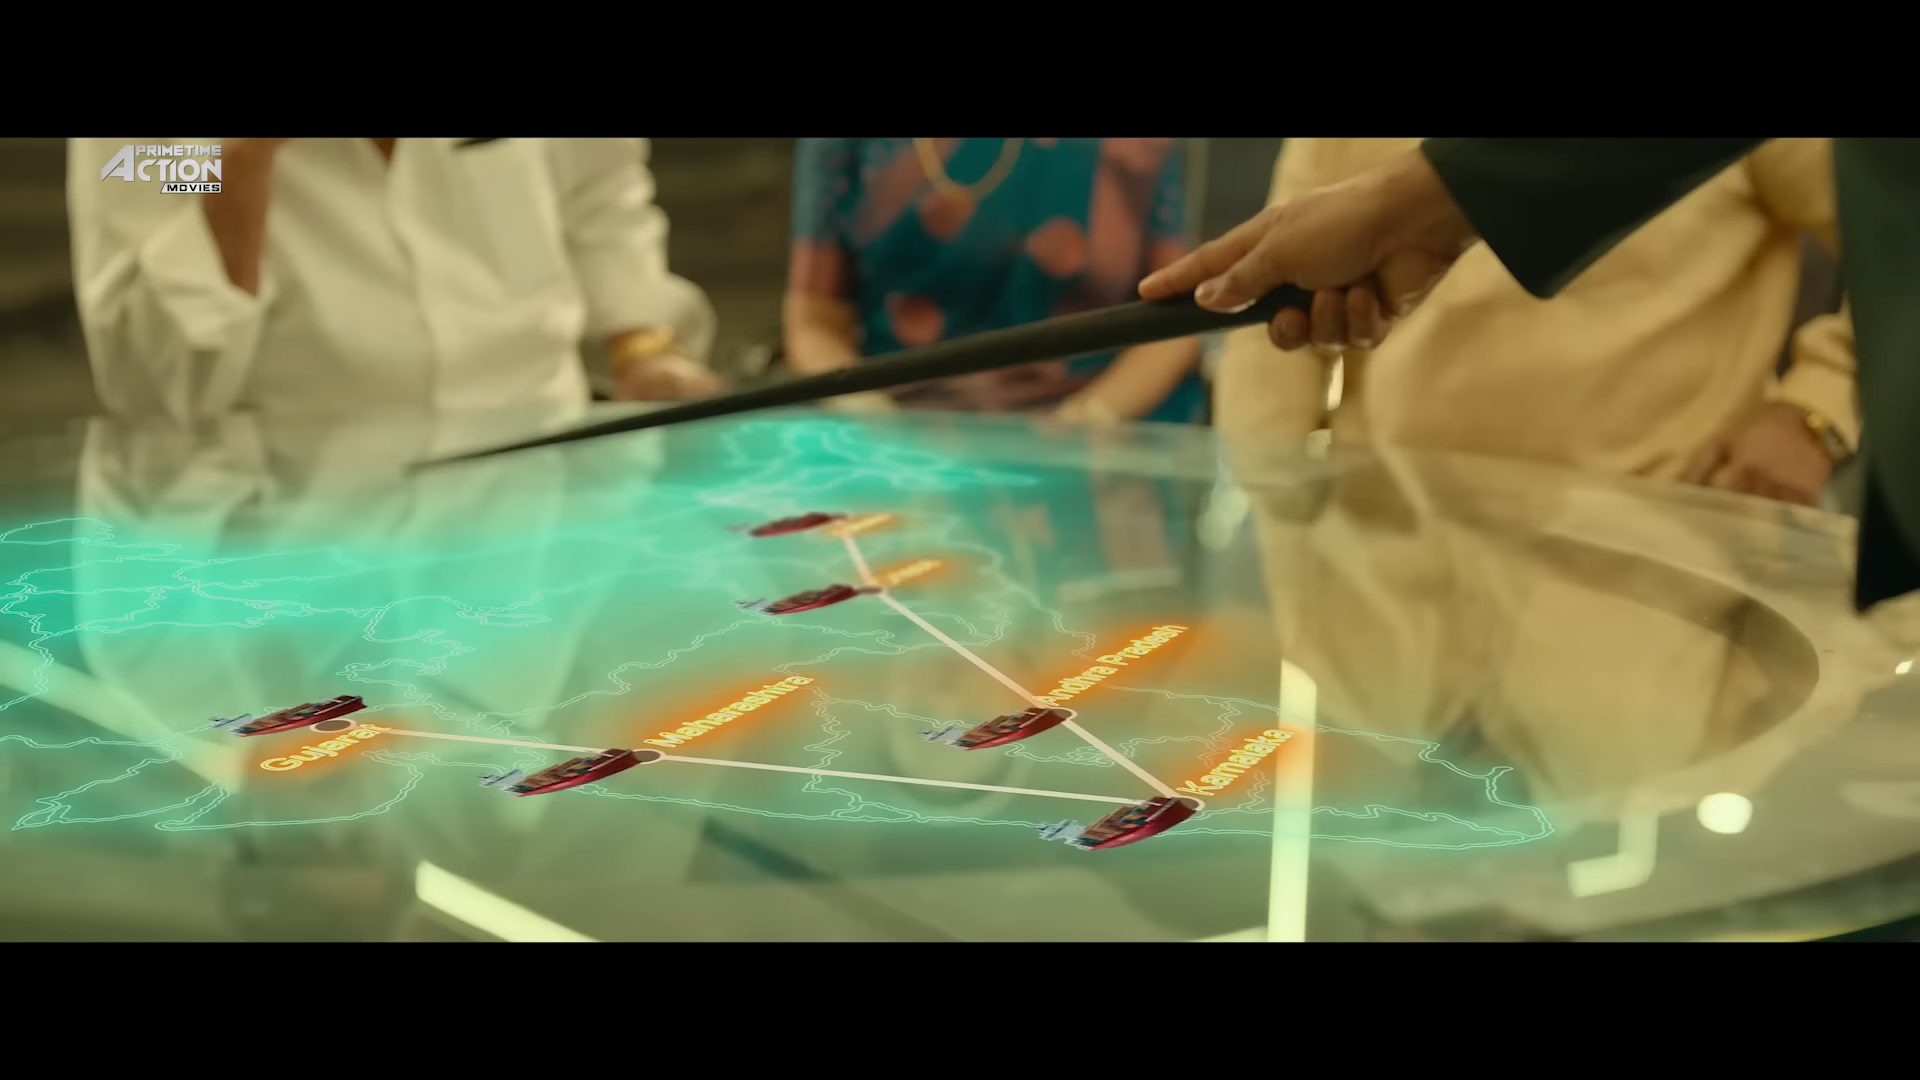 PRIMETIME
ACTION
MOVIES
Andhra Pradesh
Maharashtra
Gujarat
Karnataka